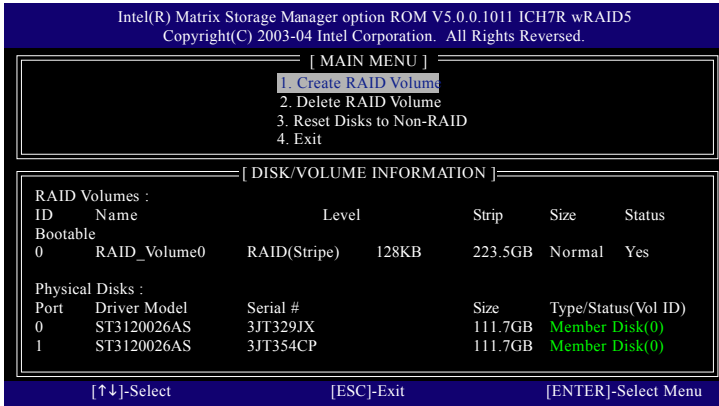 Intel(R) Matrix Storage Manager option ROM V5.0.0.1011 ICH7R wRAID5
Copyright(C) 2003-04 Intel Corporation. All Rights Reversed.
[ MAIN MENU ]
1. Create RAID Volume
2. Delete RAID Volume
3. Reset Disks to Non-RAID
4. Exit
[ DISK/VOLUME INFORMATION ]
RAID Volumes :
ID Name Level Strip Size Status
Bootable
0 RAID_Volume0 RAID(Stripe) 128KB 223.5GB Normal Yes
Physical Disks :
Port Driver Model Serial # Size Type/Status(Vol ID)
0 ST3120026AS 3JT329JX 111.7GB Member Disk(0)
1 ST3120026AS 3JT354CP 111.7GB Member Disk(0)
[↑↓]-Select [ESC]-Exit [ENTER]-Select Menu